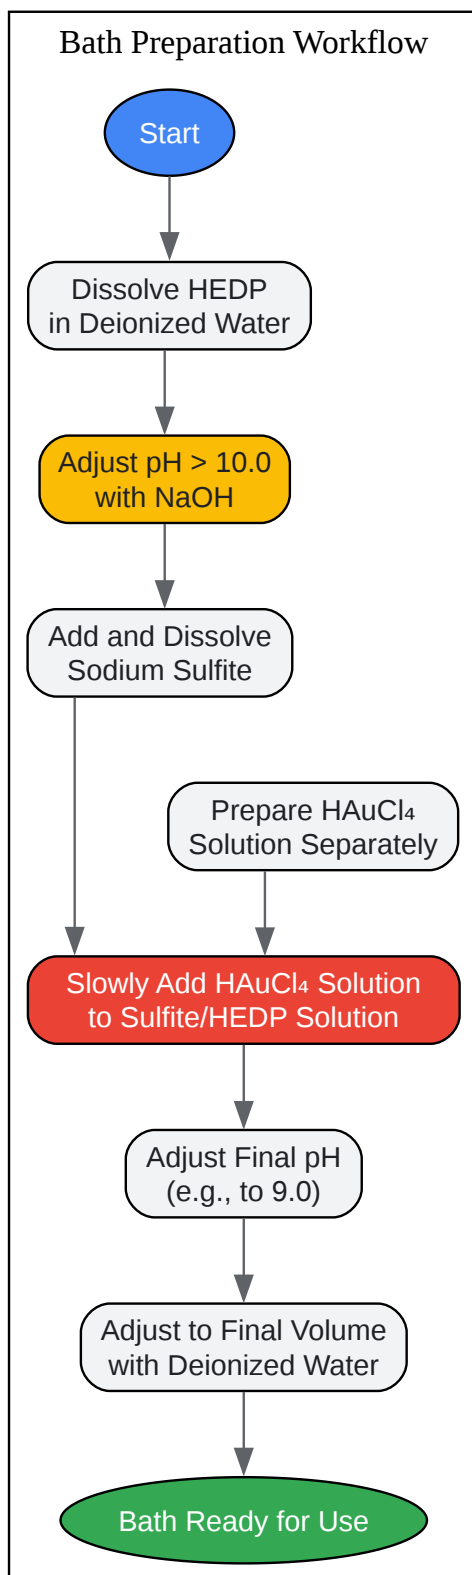 Bath Preparation Workflow
Start
Dissolve HEDP
in Deionized Water
Adjust pH > 10.0
with NaOH
Add and Dissolve
Sodium Sulfite
Prepare HAuCl₄
Solution Separately
Slowly Add HAuCl₄ Solution
to Sulfite/HEDP Solution
Adjust Final pH
(e.g., to 9.0)
Adjust to Final Volume
with Deionized Water
Bath Ready for Use